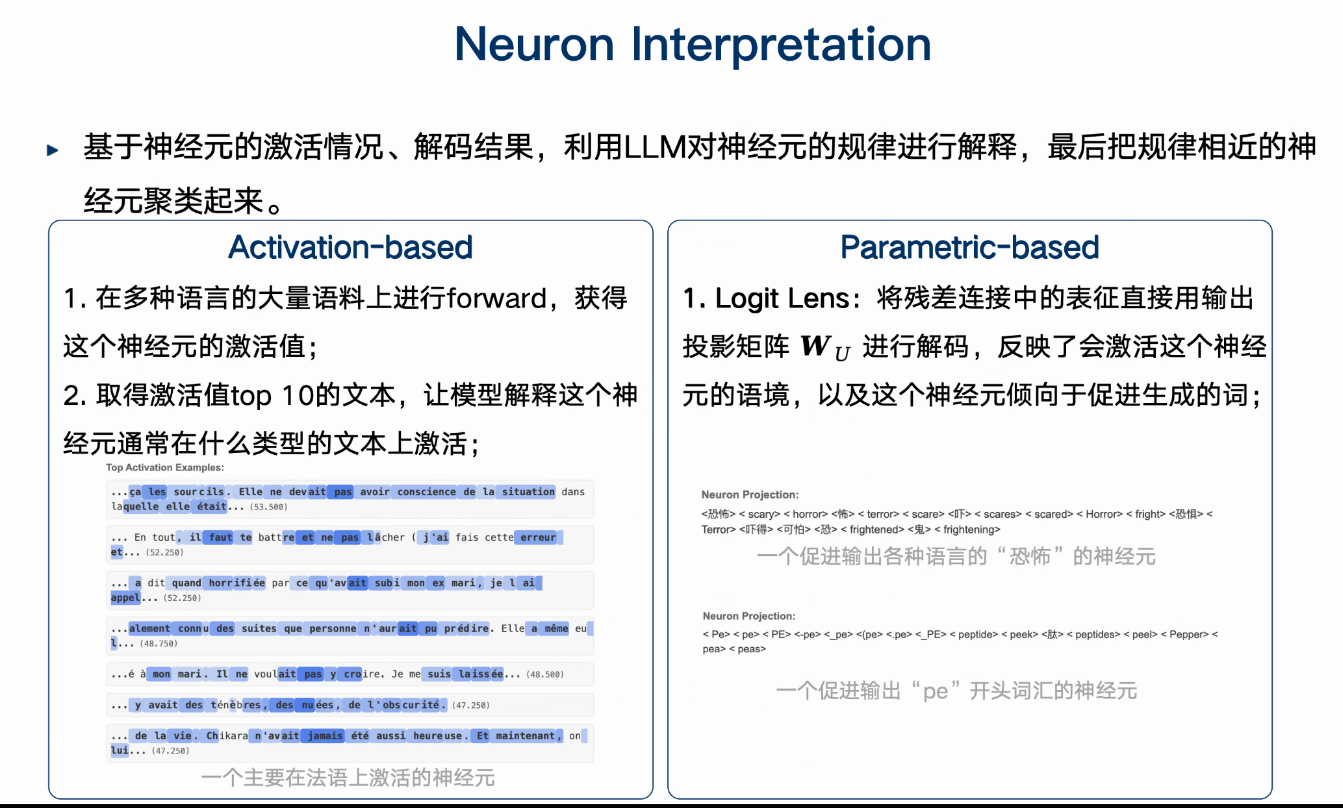 Neuron Interpretation
基于神经元的激活情况、解码结果，利用LLM对神经元的规律进行解释，最后把规律相近的神
经元聚类起来。
Activation-based
1. 在多种语言的大量语料上进行forward，获得
这个神经元的激活值；
2. 取得激活值top 10的文本，让模型解释这个神
经元通常在什么类型的文本上激活；
Top Activation Examples:
...ça les sourcils. Elle ne devait pas avoir conscience de la situation dans
laquelle elle était... (53.500)
... En tout, il faut te battre et ne pas lâcher ( j'ai fais cette erreur
et... (52.250)
... a dit quand horrifiée par ce qu'avait subi mon ex mari, je l ai
appel... (52.250)
...alement connu des suites que personne n'aurait pu prédire. Elle a même eu
l... (48.750)
...é à mon mari. Il ne voulait pas y croire. Je me suis laissée... (48.500)
... y avait des ténèbres, des nuées, de l'obscurité. (47.250)
... de la vie. Chikara n'avait jamais été aussi heureuse. Et maintenant, on
lui... (47.250)
一个主要在法语上激活的神经元
Parametric-based
1. Logit Lens：将残差连接中的表征直接用输出
投影矩阵 W_U 进行解码，反映了会激活这个神经
元的语境，以及这个神经元倾向于促进生成的词；
Neuron Projection:
<恐怖> < scary> < horror> <怖> < terror> < scare> <吓> < scares> < scared> < Horror> < fright> <恐惧> <
Terror> <吓得> <可怕> <恐> < frightened> <鬼> < frightening>
一个促进输出各种语言的“恐怖”的神经元
Neuron Projection:
< Pe> < pe> < PE> <-pe> <_pe> <(pe> <.pe> <_PE> < peptide> < peek> <肽> < peptides> < peel> < Pepper> <
pea> < peas>
一个促进输出“pe”开头词汇的神经元